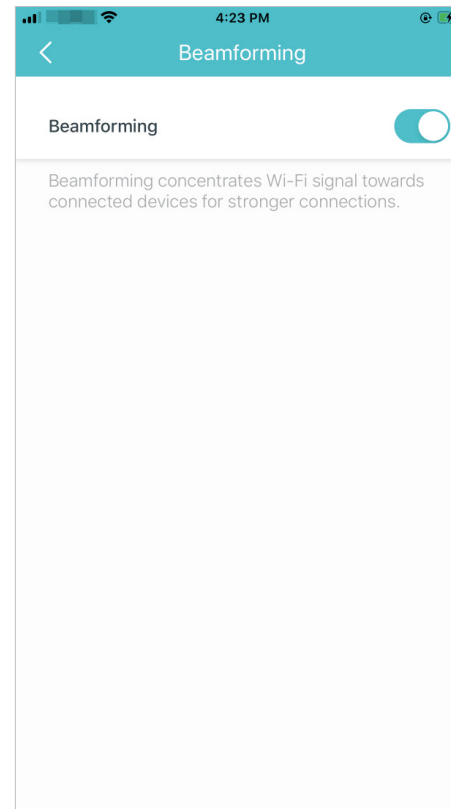 4:23 PM
Beamforming
Beamforming
Beamforming concentrates Wi-Fi signal towards
connected devices for stronger connections.